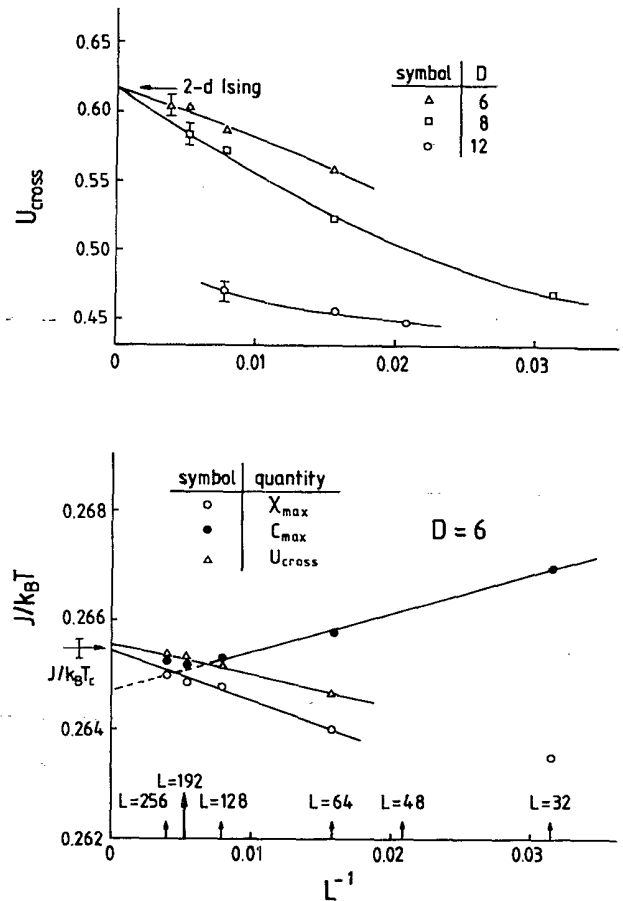 0.65
symbol D
2-d Ising
0.60
△ 6
□ 8
○ 12
0.55
U_cross
0.50
0.45
0 0.01 0.02 0.03
symbol quantity
0.268
○ χ_max
● C_max
D = 6
△ U_cross
J/k_BT
0.266
J/k_BT_c
0.264
L=192
L=256 L=128 L=64 L=48 L=32
0.262
0 0.01 0.02 0.03
L⁻¹